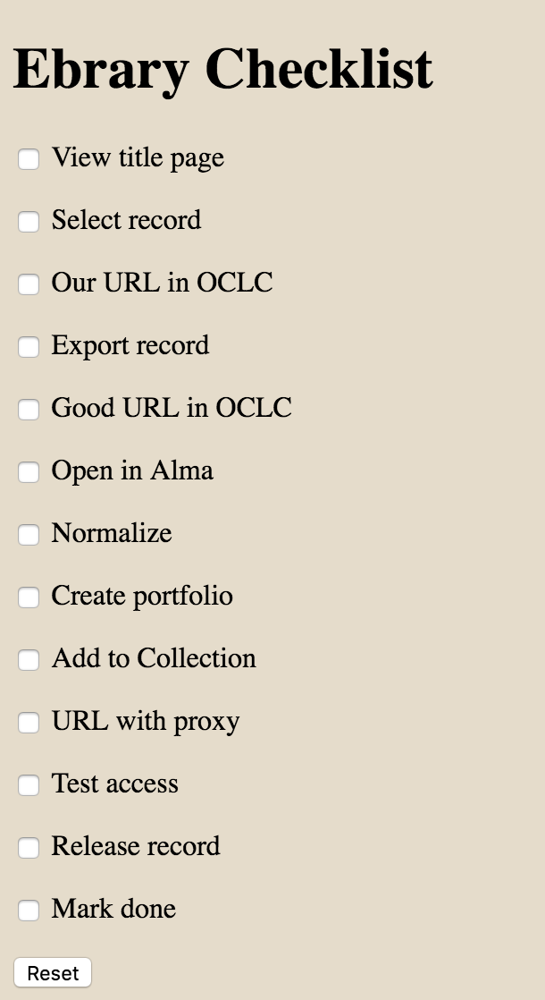 Ebrary Checklist
View title page
Select record
Our URL in OCLC
Export record
Good URL in OCLC
Open in Alma
Normalize
Create portfolio
Add to Collection
URL with proxy
Test access
Release record
Mark done
Reset